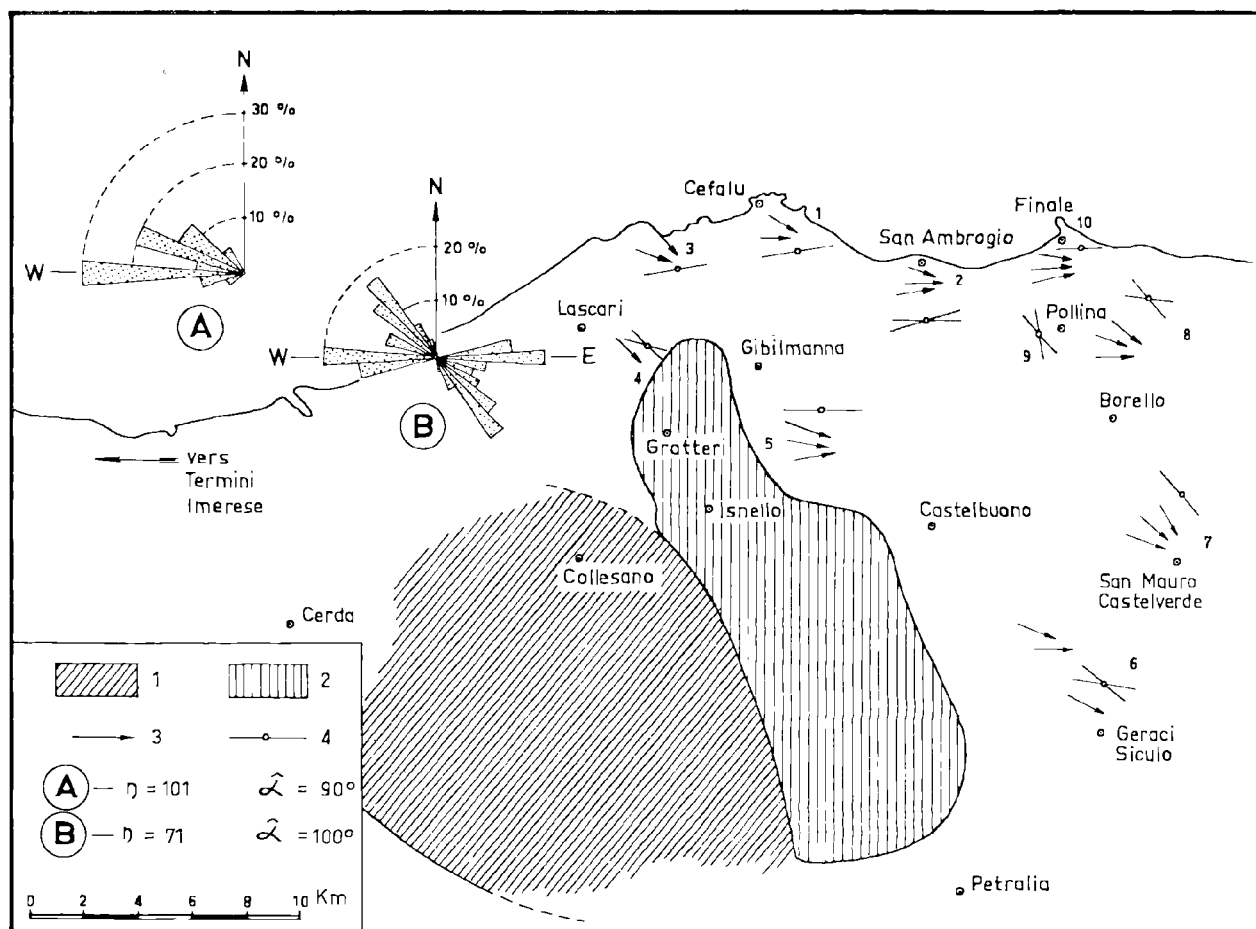 N
30 %
20 %
10 %
W
A
N
20 %
10 %
W
E
B
Cefalu
1
3
San Ambrogio
2
Finale
10
Lascari
4
Gibilmanna
Pollina
9
8
Gratteri
5
Borello
vers
Termini
Imerese
Isnello
Castelbuono
7
Collesano
San Mauro
Castelverde
Cerda
6
Geraci
Siculo
Petralia
1
2
3
4
A — η = 101 α̂ = 90°
B — η = 71 α̂ = 100°
0 2 4 6 8 10 Km